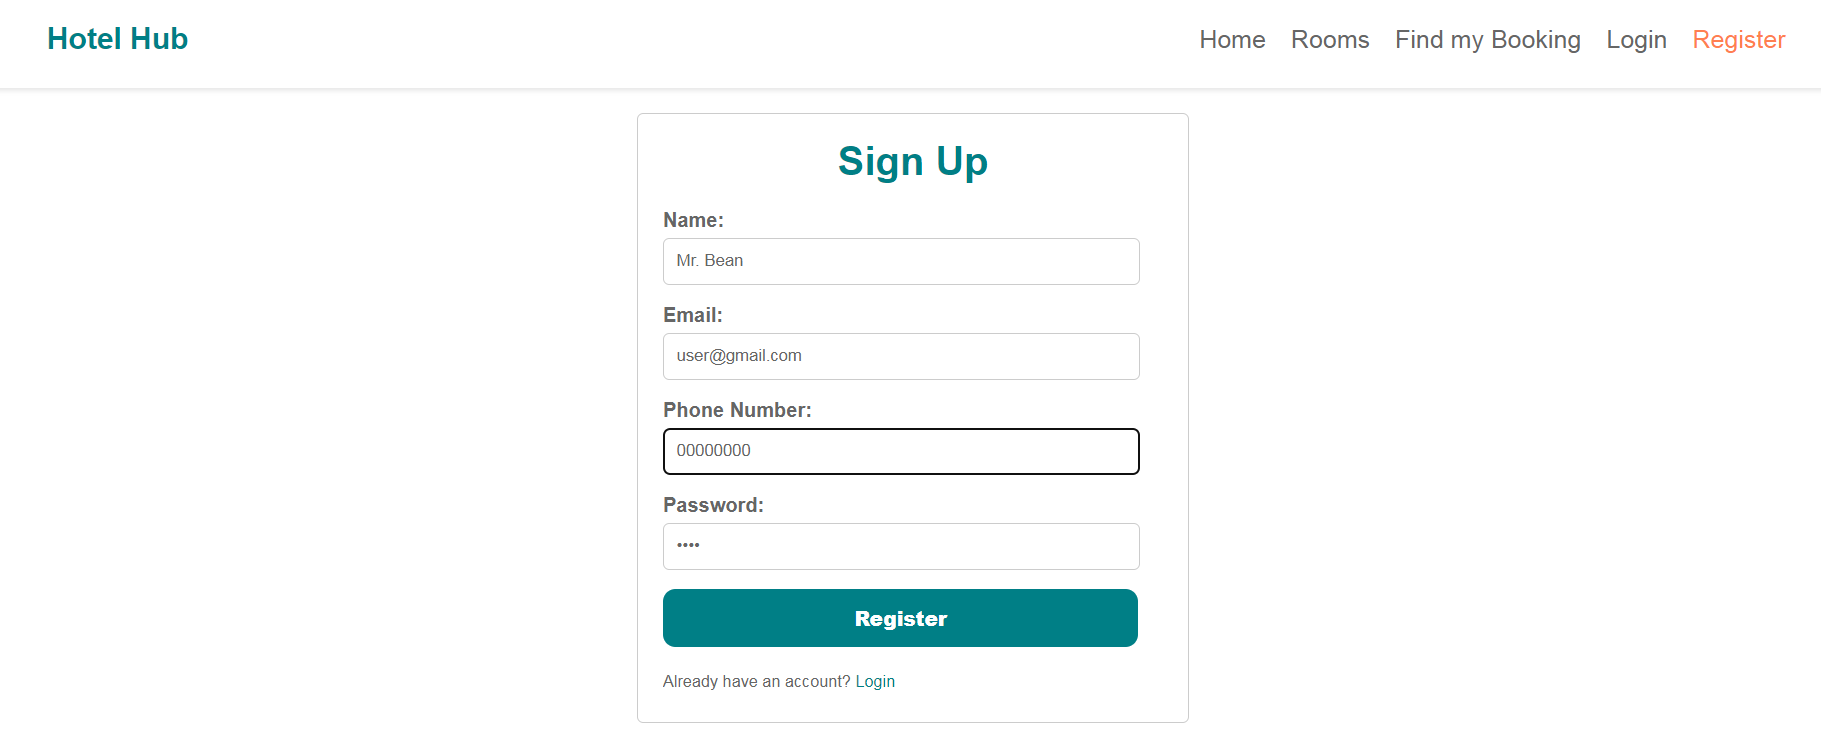 Hotel Hub
Home Rooms Find my Booking Login Register
Sign Up
Name:
Mr. Bean
Email:
user@gmail.com
Phone Number:
00000000
Password:
••••
Register
Already have an account? Login